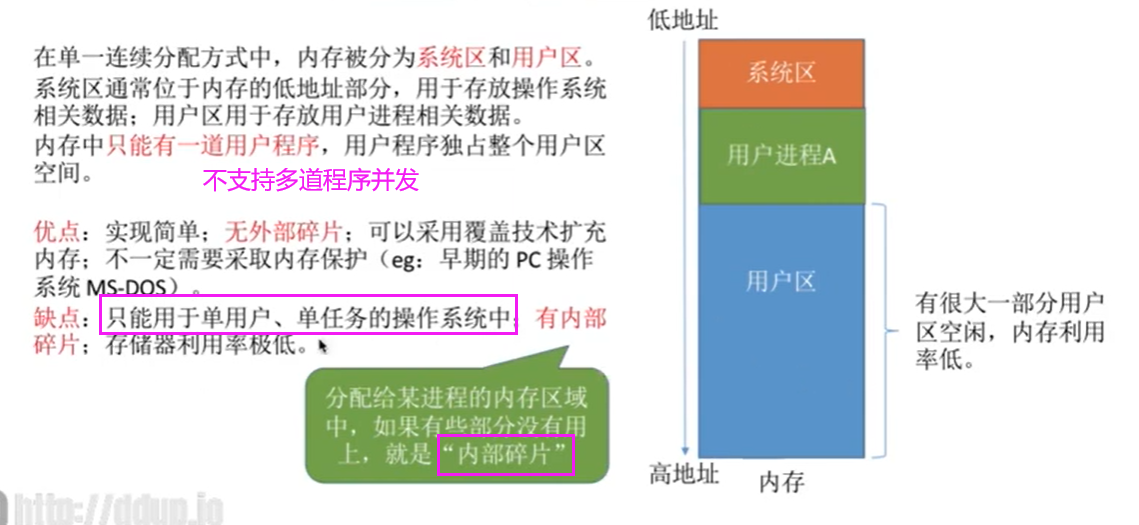 在单一连续分配方式中，内存被分为系统区和用户区。
系统区通常位于内存的低地址部分，用于存放操作系统
相关数据；用户区用于存放用户进程相关数据。
内存中只能有一道用户程序，用户程序独占整个用户区
空间。
不支持多道程序并发
优点：实现简单；无外部碎片；可以采用覆盖技术扩充
内存；不一定需要采取内存保护（eg：早期的 PC 操作
系统 MS-DOS）。
缺点：只能用于单用户、单任务的操作系统中；有内部
碎片；存储器利用率极低。
分配给某进程的内存区域
中，如果有些部分没有用
上，就是“内部碎片”
低地址
系统区
用户进程A
用户区
高地址
内存
有很大一部分用户
区空闲，内存利用
率低。
http://ddup.io